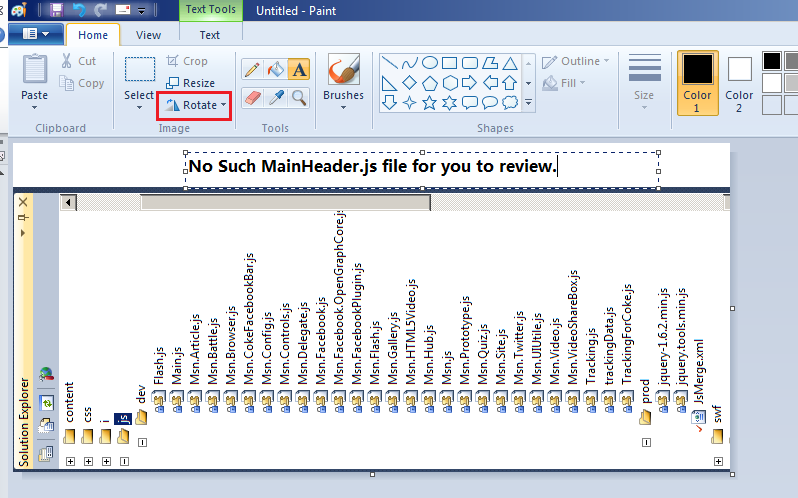 Text Tools
Untitled - Paint
Home
View
Text
Paste
Cut
Copy
Clipboard
Select
Crop
Resize
Rotate
Image
Tools
Brushes
Shapes
Outline
Fill
Size
Color
1
Color
2
No Such MainHeader.js file for you to review.
Solution Explorer
content
css
i
js
dev
Flash.js
Main.js
Msn.Article.js
Msn.Battle.js
Msn.Browser.js
Msn.CokeFacebookBar.js
Msn.Config.js
Msn.Controls.js
Msn.Delegate.js
Msn.Facebook.js
Msn.Facebook.OpenGraphCore.js
Msn.FacebookPlugin.js
Msn.Flash.js
Msn.Gallery.js
Msn.HTML5Video.js
Msn.Hub.js
Msn.js
Msn.Prototype.js
Msn.Quiz.js
Msn.Site.js
Msn.Twitter.js
Msn.UIUtile.js
Msn.Video.js
Msn.VideoShareBox.js
Tracking.js
trackingData.js
TrackingForCoke.js
prod
jquery-1.6.2.min.js
jquery.tools.min.js
JsMerge.xml
swf